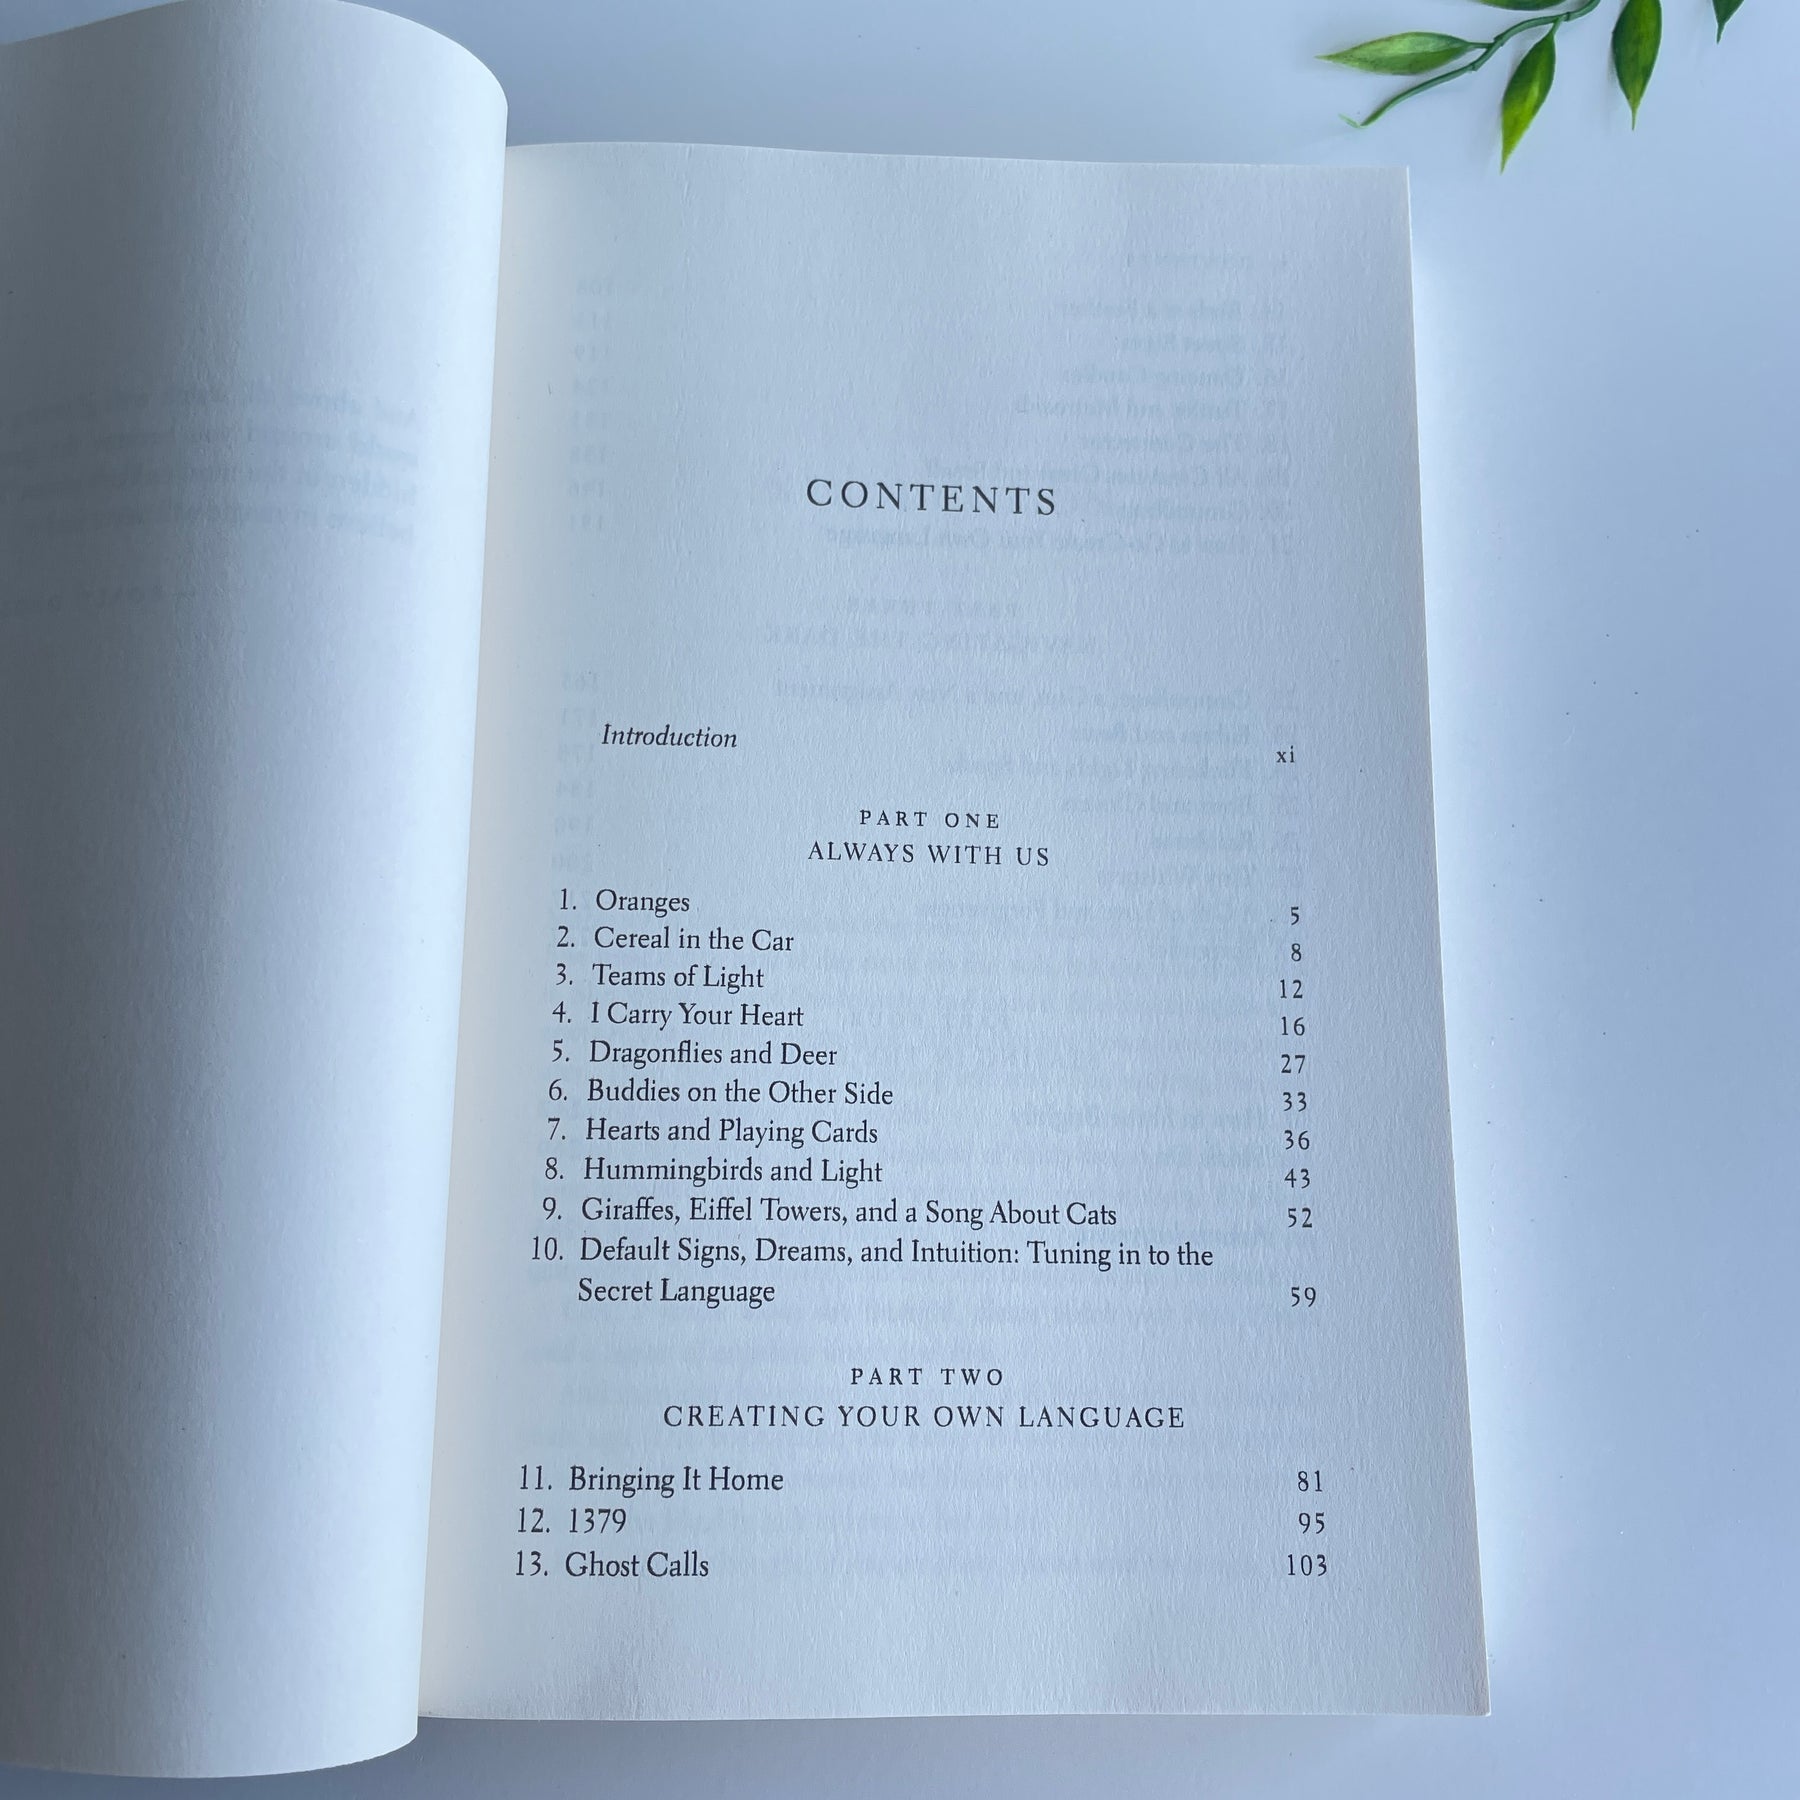 CONTENTS
Introduction xi
PART ONE
ALWAYS WITH US
1. Oranges 5
2. Cereal in the Car 8
3. Teams of Light 12
4. I Carry Your Heart 16
5. Dragonflies and Deer 27
6. Buddies on the Other Side 33
7. Hearts and Playing Cards 36
8. Hummingbirds and Light 43
9. Giraffes, Eiffel Towers, and a Song About Cats 52
10. Default Signs, Dreams, and Intuition: Tuning in to the
Secret Language 59
PART TWO
CREATING YOUR OWN LANGUAGE
11. Bringing It Home 81
12. 1379 95
13. Ghost Calls 103